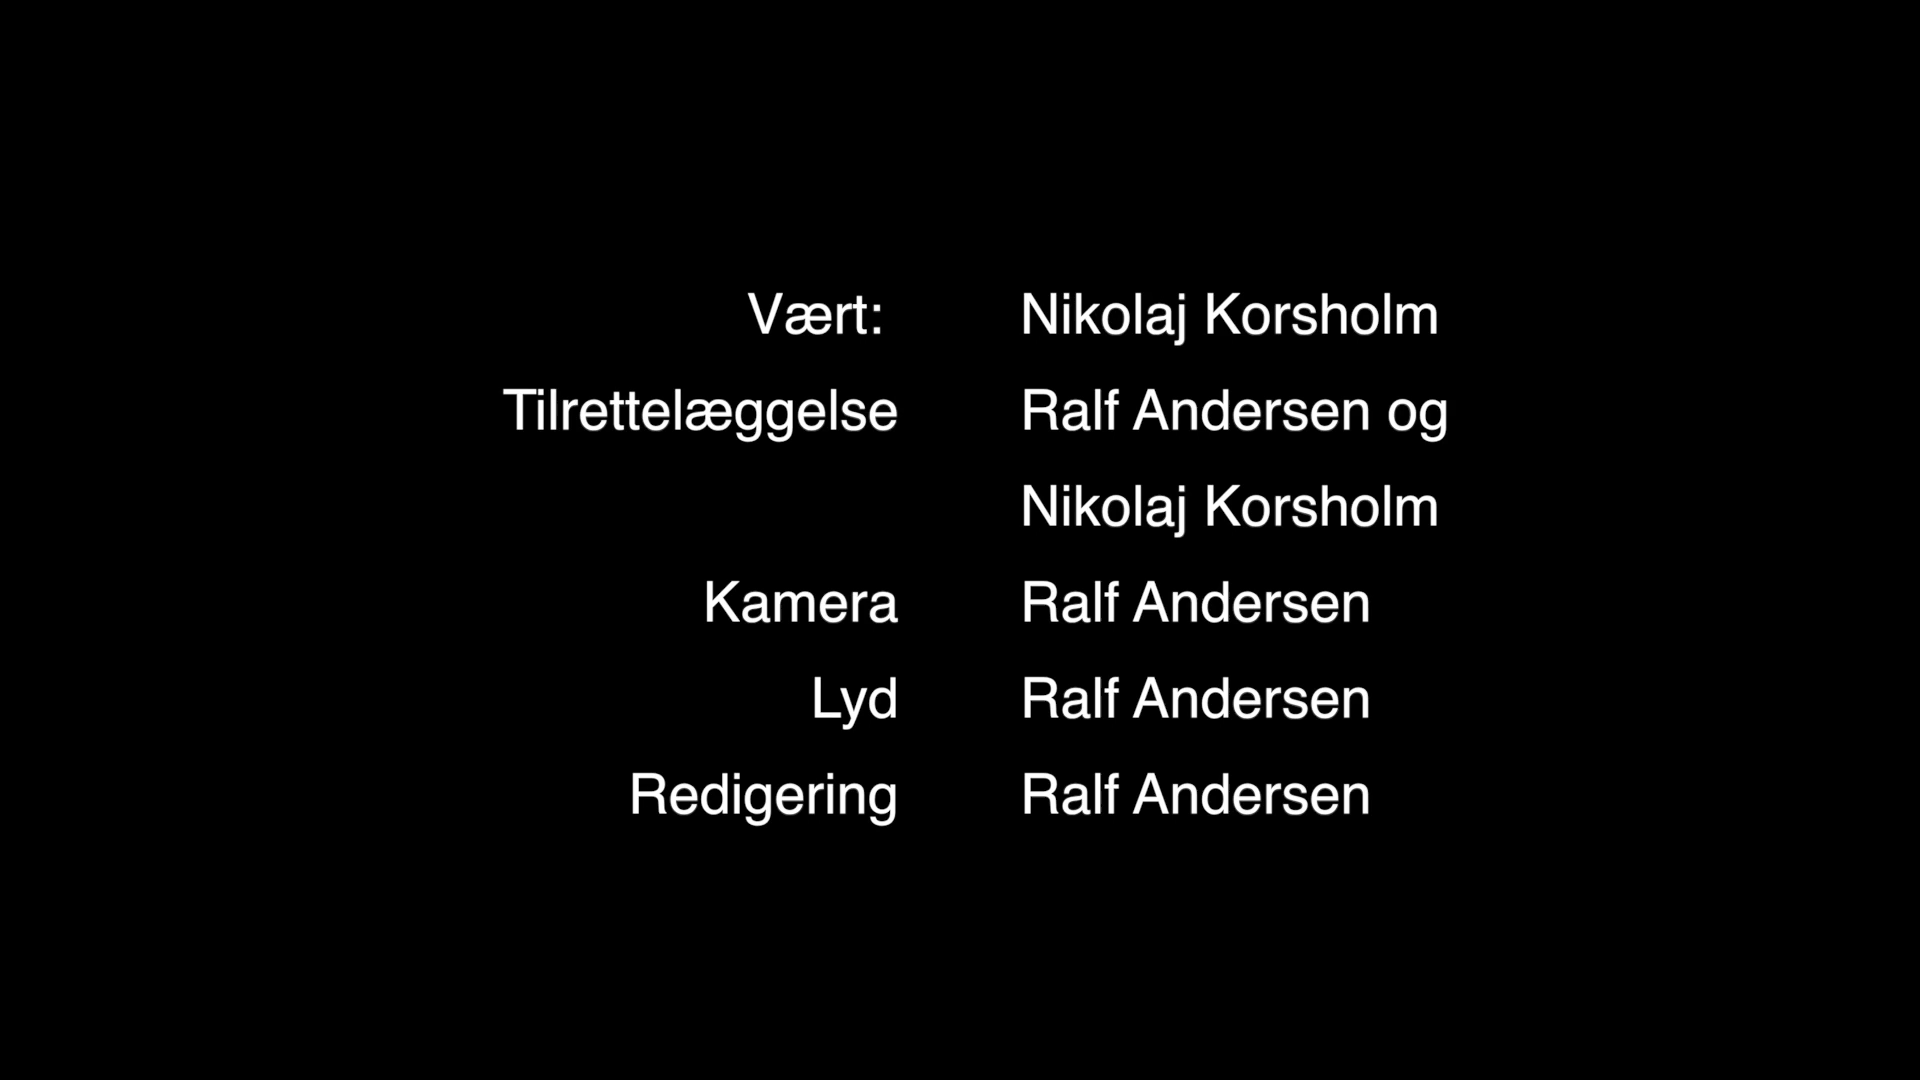 Vært: Nikolaj Korsholm
Tilrettelæggelse Ralf Andersen og
Nikolaj Korsholm
Kamera Ralf Andersen
Lyd Ralf Andersen
Redigering Ralf Andersen